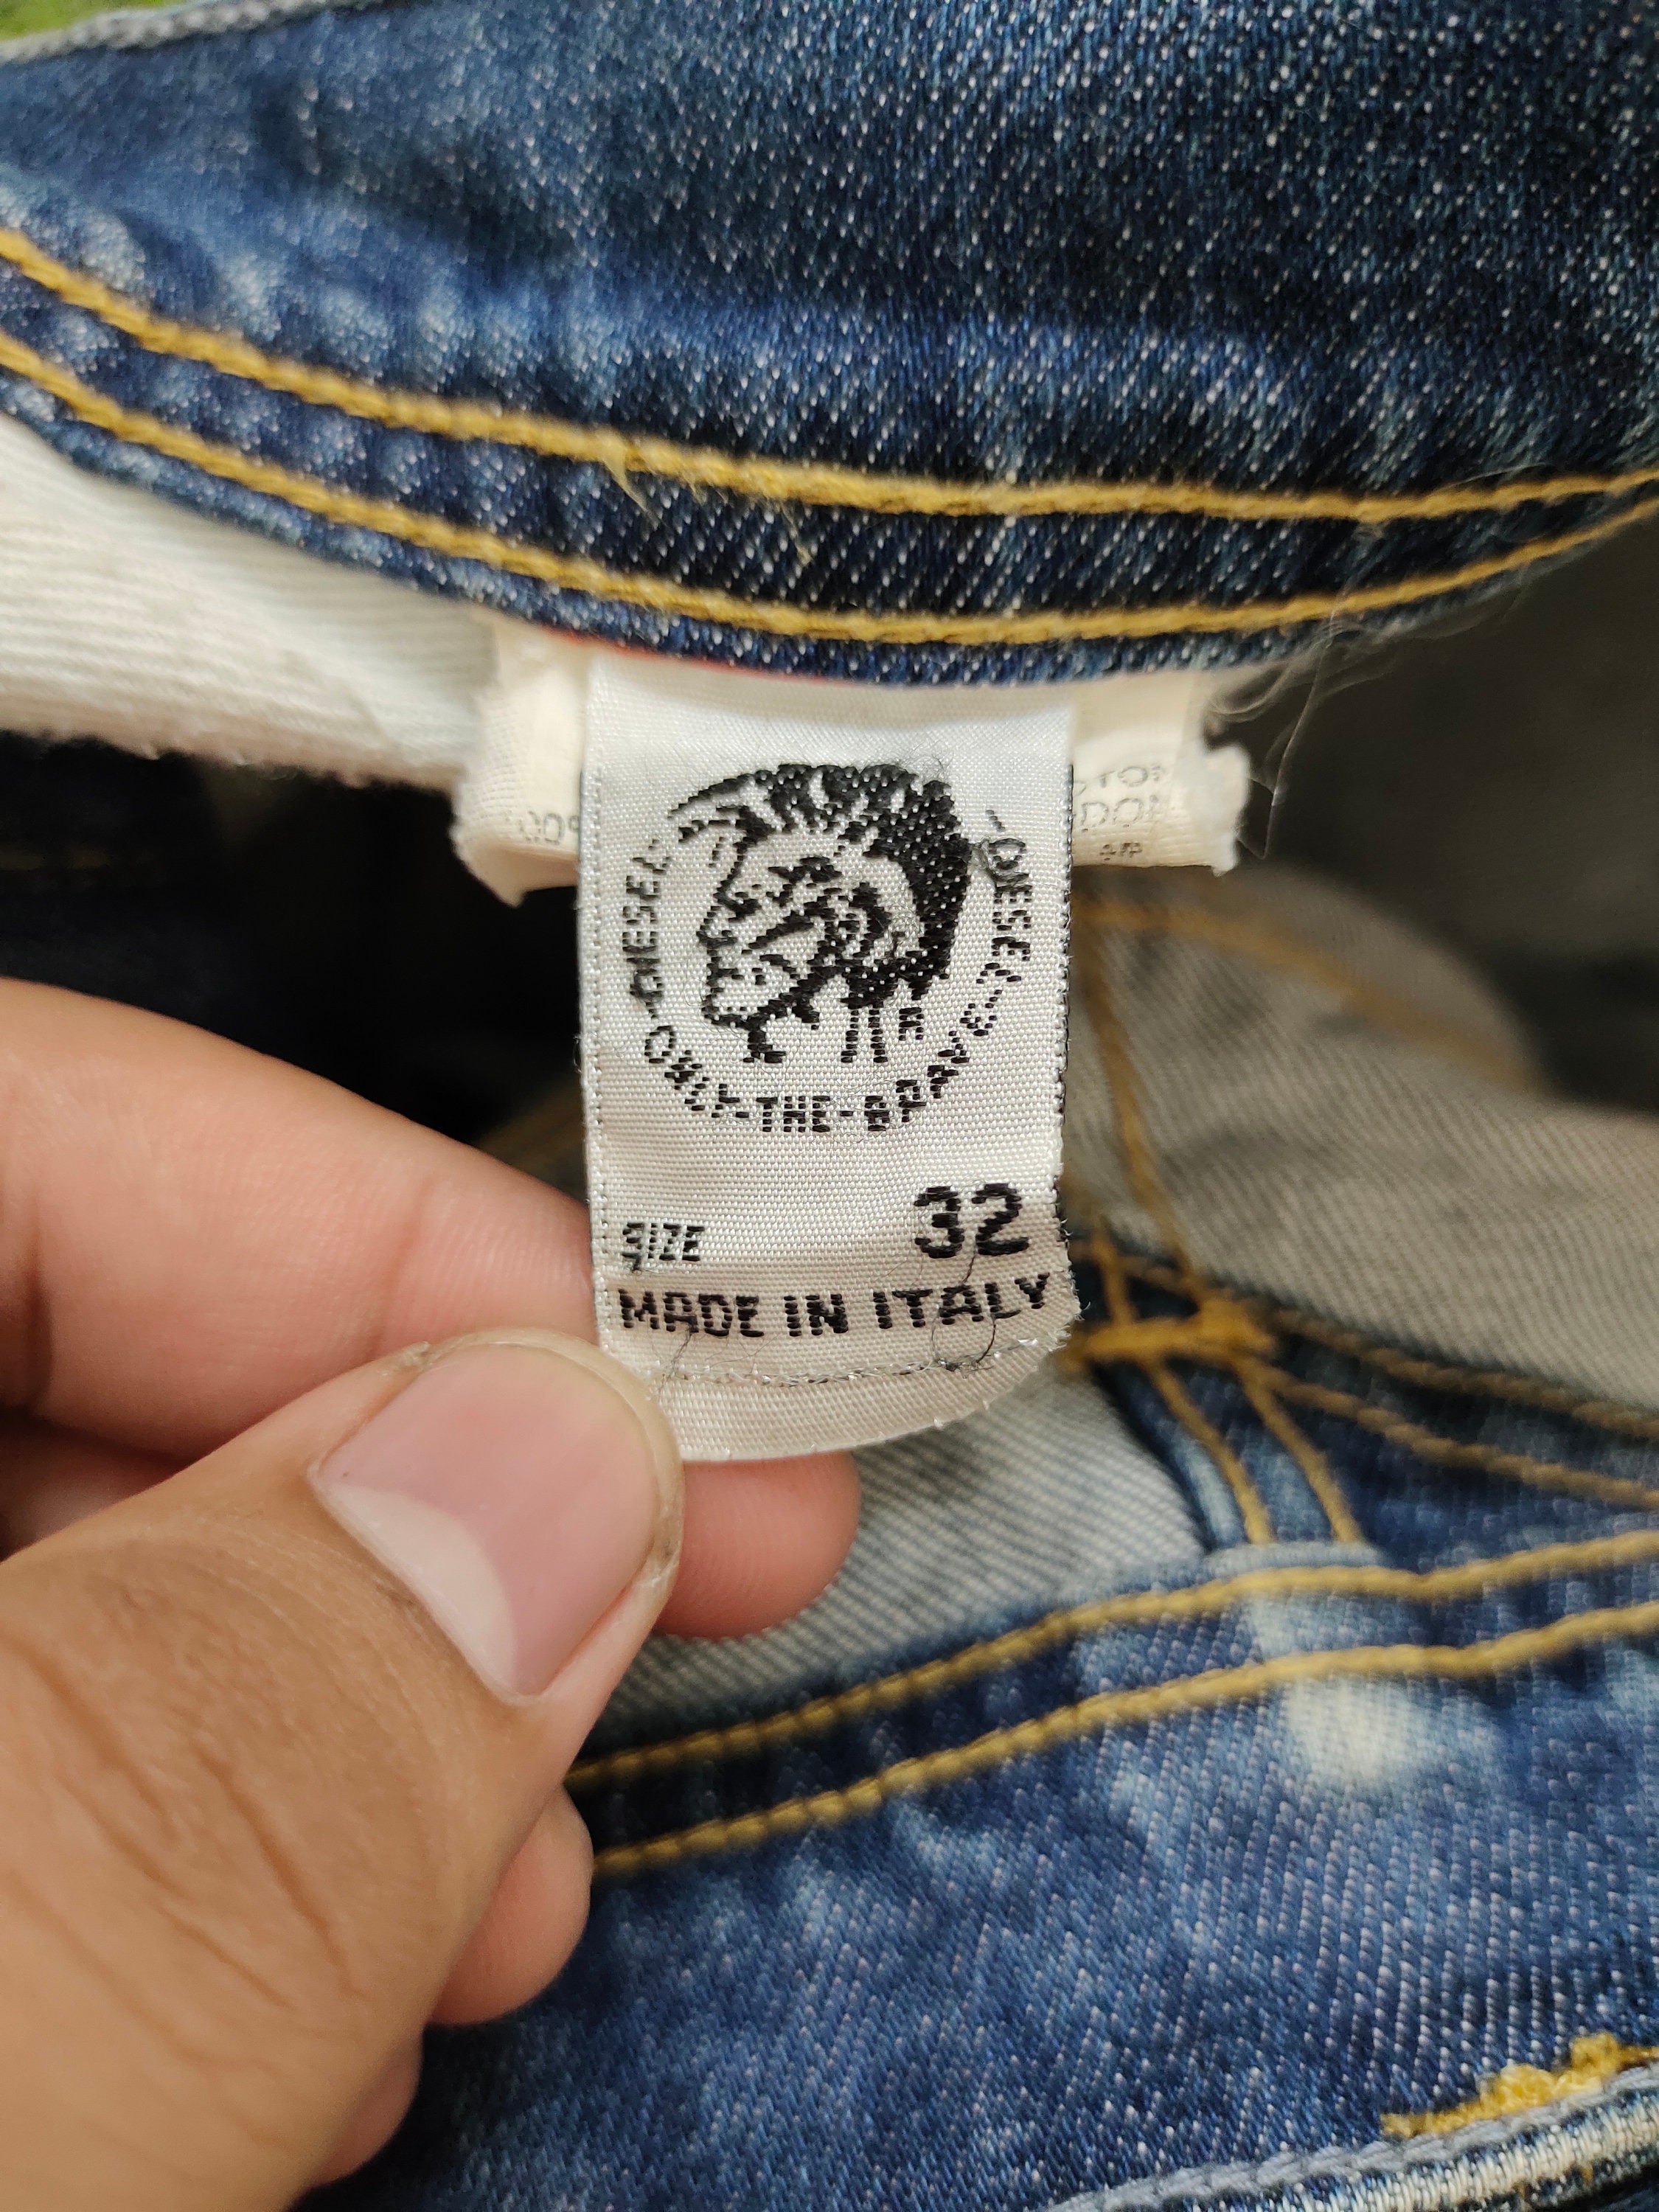 -DIESEL-
-DIESEL-
ONLY-THE-BRAVE-
SIZE 32
MADE IN ITALY